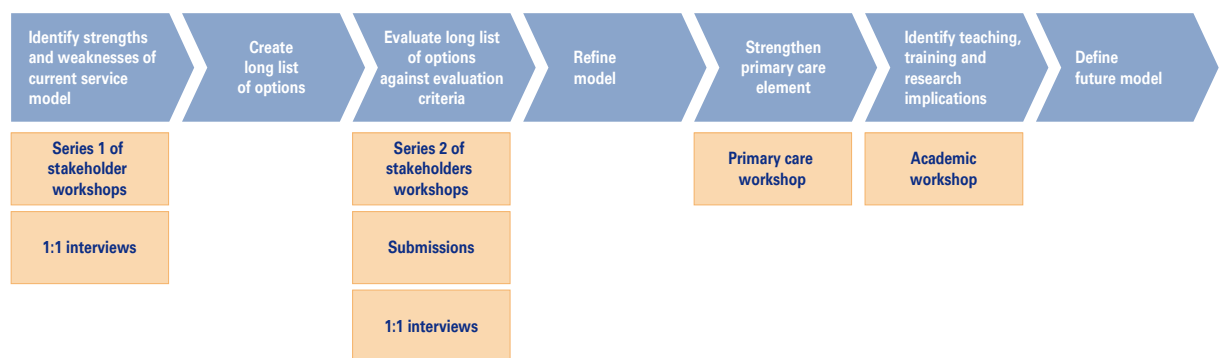 Identify strengths
and weaknesses of
current service
model
Create
long list
of options
Evaluate long list
of options
against evaluation
criteria
Refine
model
Strengthen
primary care
element
Identify teaching,
training and
research
implications
Define
future model
Series 1 of
stakeholder
workshops
1:1 interviews
Series 2 of
stakeholders
workshops
Submissions
1:1 interviews
Primary care
workshop
Academic
workshop